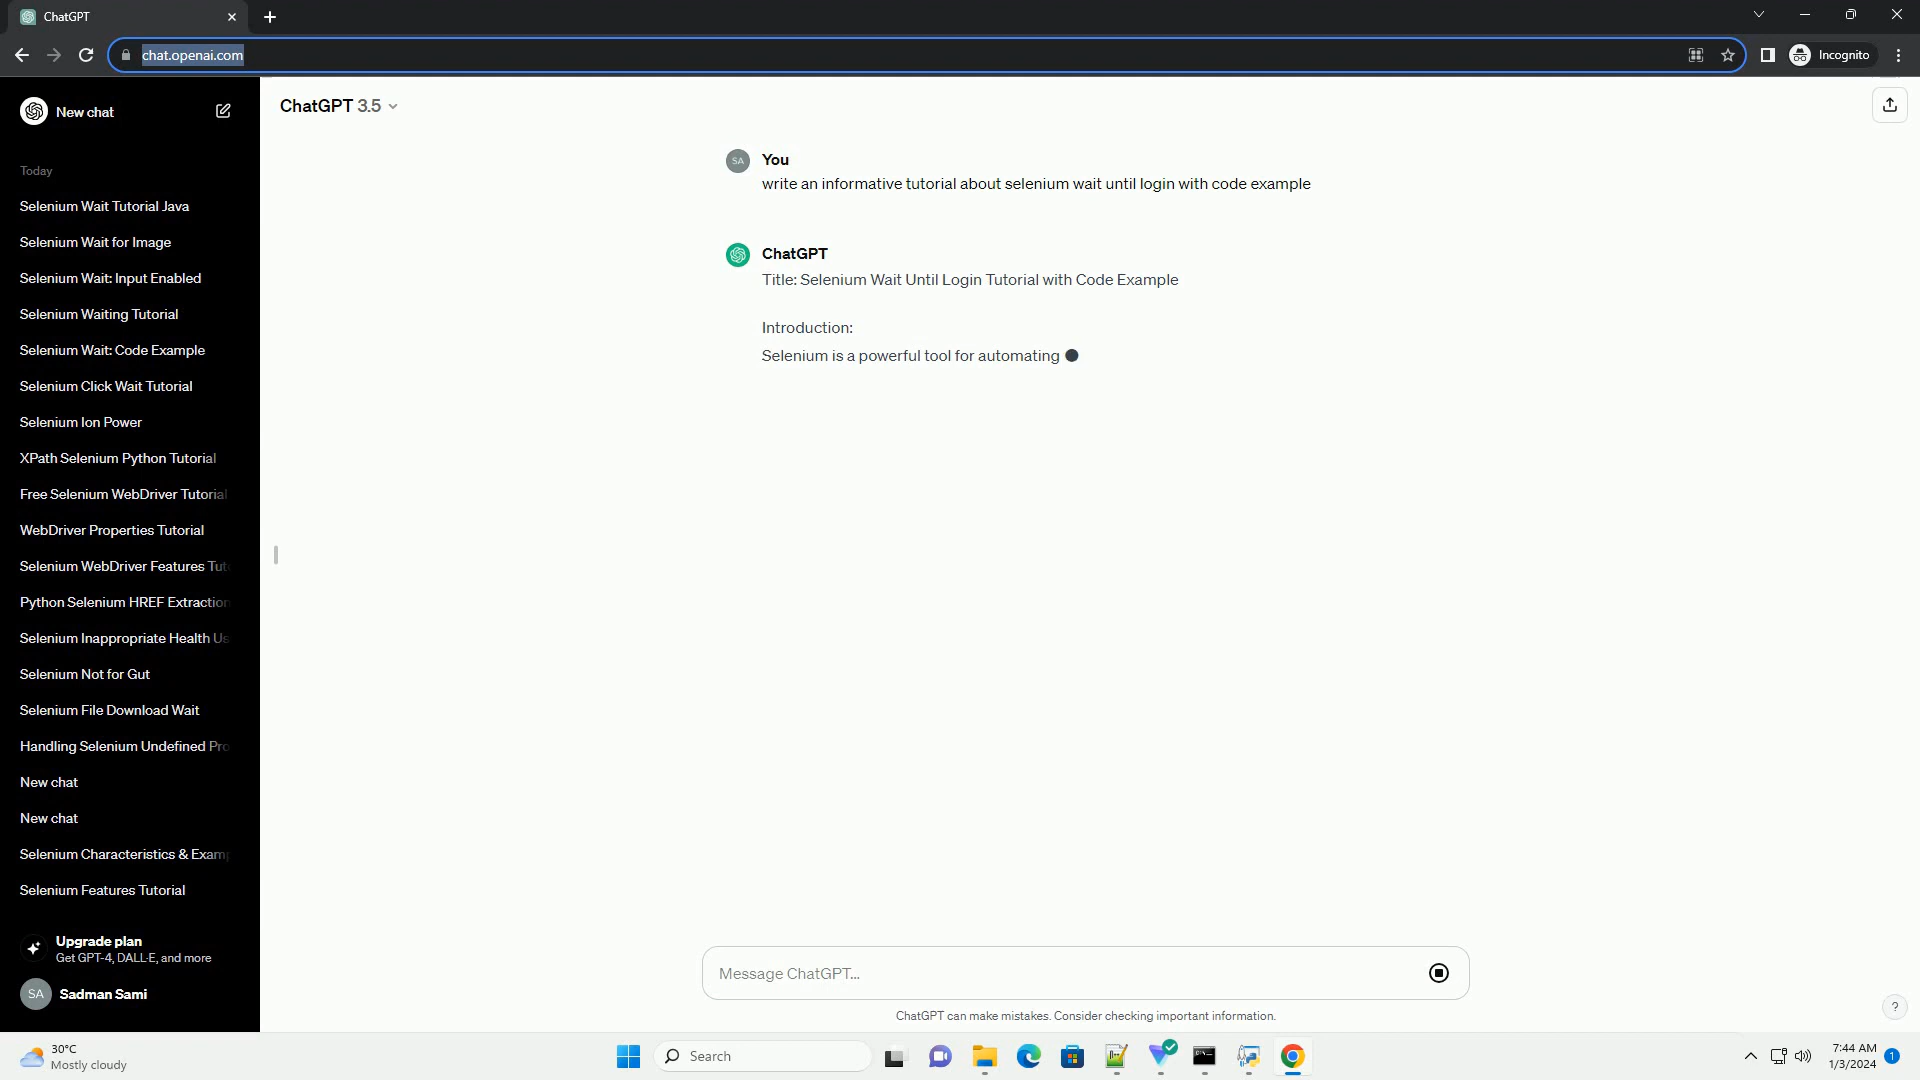 ChatGPT
chat.openai.com
Incognito
New chat
ChatGPT 3.5
Today
Selenium Wait Tutorial Java
Selenium Wait for Image
Selenium Wait: Input Enabled
Selenium Waiting Tutorial
Selenium Wait: Code Example
Selenium Click Wait Tutorial
Selenium Ion Power
XPath Selenium Python Tutorial
Free Selenium WebDriver Tutorial
WebDriver Properties Tutorial
Selenium WebDriver Features Tut
Python Selenium HREF Extraction
Selenium Inappropriate Health Us
Selenium Not for Gut
Selenium File Download Wait
Handling Selenium Undefined Pro
New chat
New chat
Selenium Characteristics & Examp
Selenium Features Tutorial
Upgrade plan
Get GPT-4, DALL·E, and more
SA
Sadman Sami
SA
You
write an informative tutorial about selenium wait until login with code example
ChatGPT
Title: Selenium Wait Until Login Tutorial with Code Example
Introduction:
Selenium is a powerful tool for automating
Message ChatGPT...
ChatGPT can make mistakes. Consider checking important information.
?
30°C
Mostly cloudy
Search
7:44 AM
1/3/2024
1